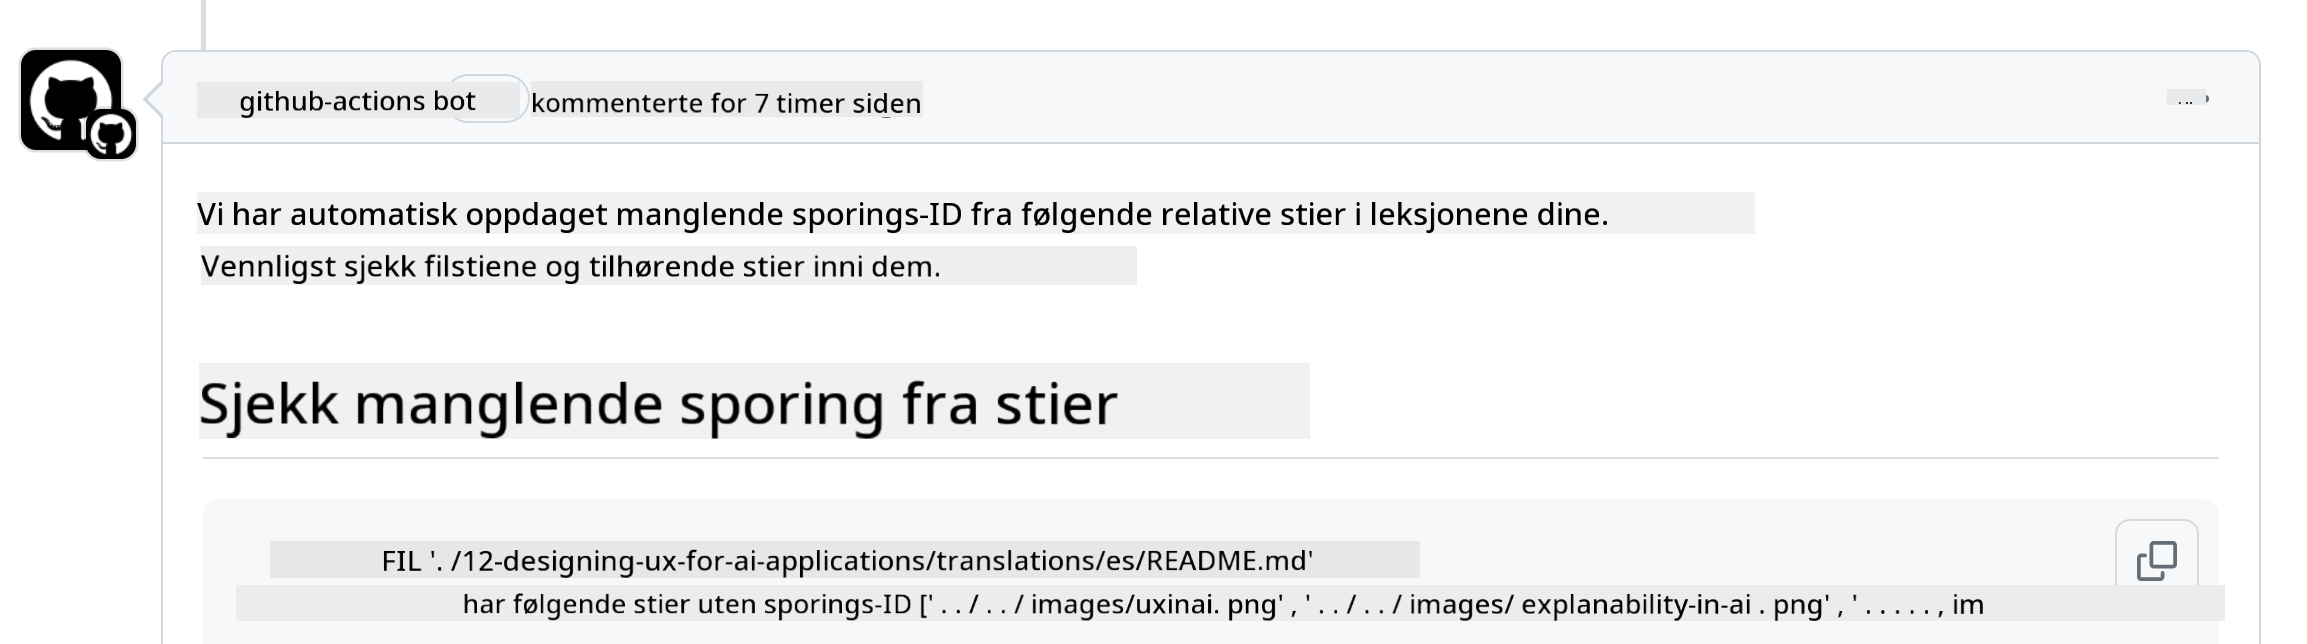 github-actions bot kommenterte for 7 timer siden
Vi har automatisk oppdaget manglende sporings-ID fra følgende relative stier i leksjonene dine.
Vennligst sjekk filstiene og tilhørende stier inni dem.
Sjekk manglende sporing fra stier
FIL '. /12-designing-ux-for-ai-applications/translations/es/README.md'
har følgende stier uten sporings-ID [' . . / . . / images/uxinai. png' , ' . . / . . / images/ explanability-in-ai . png' , ' . . . . . , im